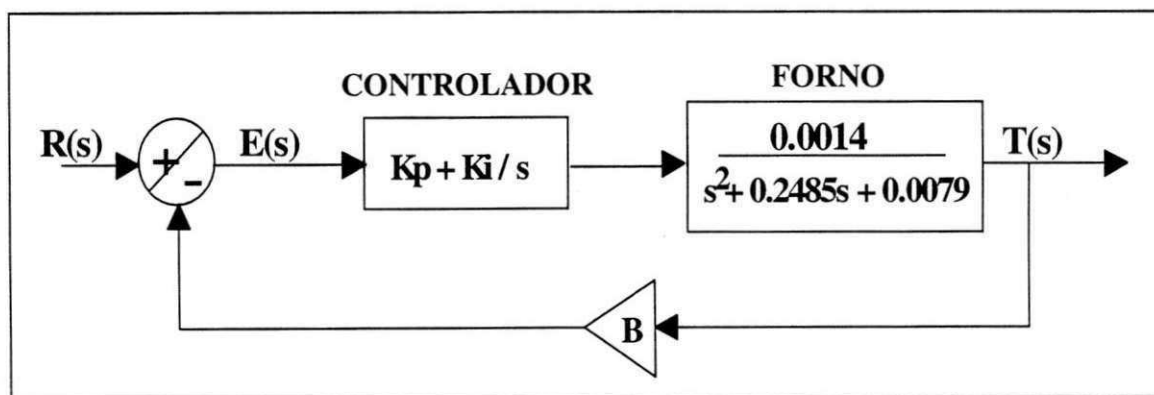 CONTROLADOR
FORNO
R(s)
+
-
E(s)
Kp + Ki / s
0.0014
s²+ 0.2485s + 0.0079
T(s)
B